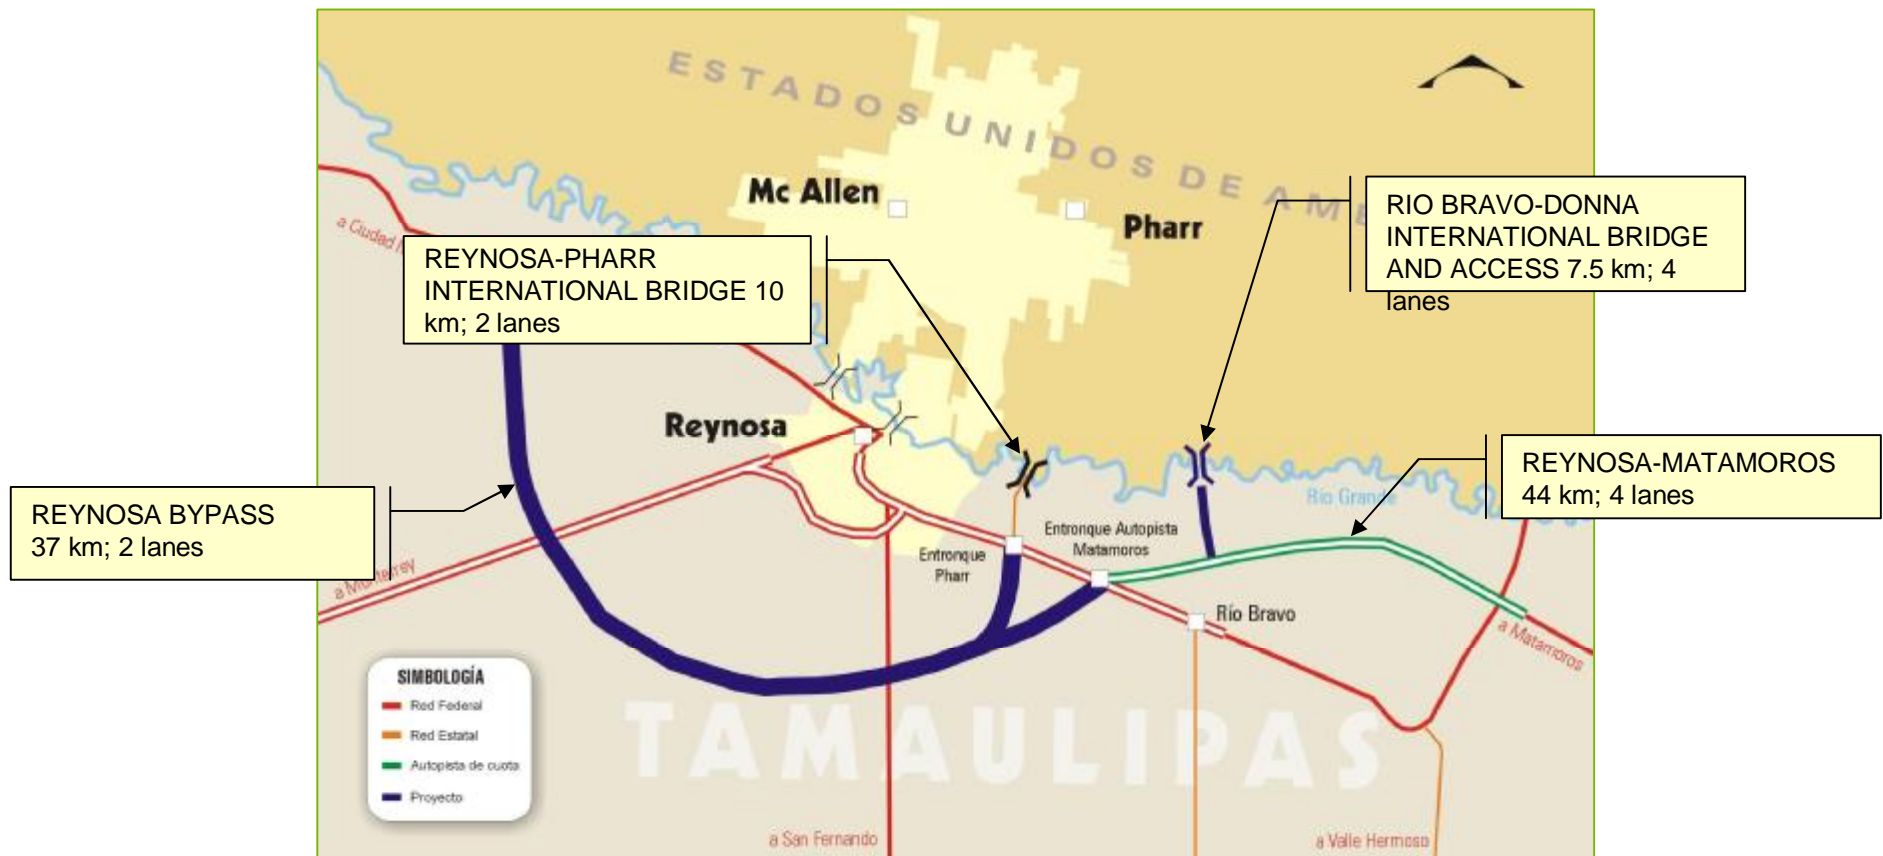 ESTADOS UNIDOS DE AME
Mc Allen
Pharr
RIO BRAVO-DONNA
INTERNATIONAL BRIDGE
AND ACCESS 7.5 km; 4
lanes
a Ciudad
REYNOSA-PHARR
INTERNATIONAL BRIDGE 10
km; 2 lanes
Reynosa
REYNOSA-MATAMOROS
44 km; 4 lanes
Río Grande
REYNOSA BYPASS
37 km; 2 lanes
Entronque Autopista
Matamoros
Entronque
Pharr
a Monterrey
Río Bravo
a Matamoros
SIMBOLOGÍA
Red Federal
Red Estatal
Autopista de cuota
Proyecto
TAMAULIPAS
a San Fernando
a Valle Hermoso